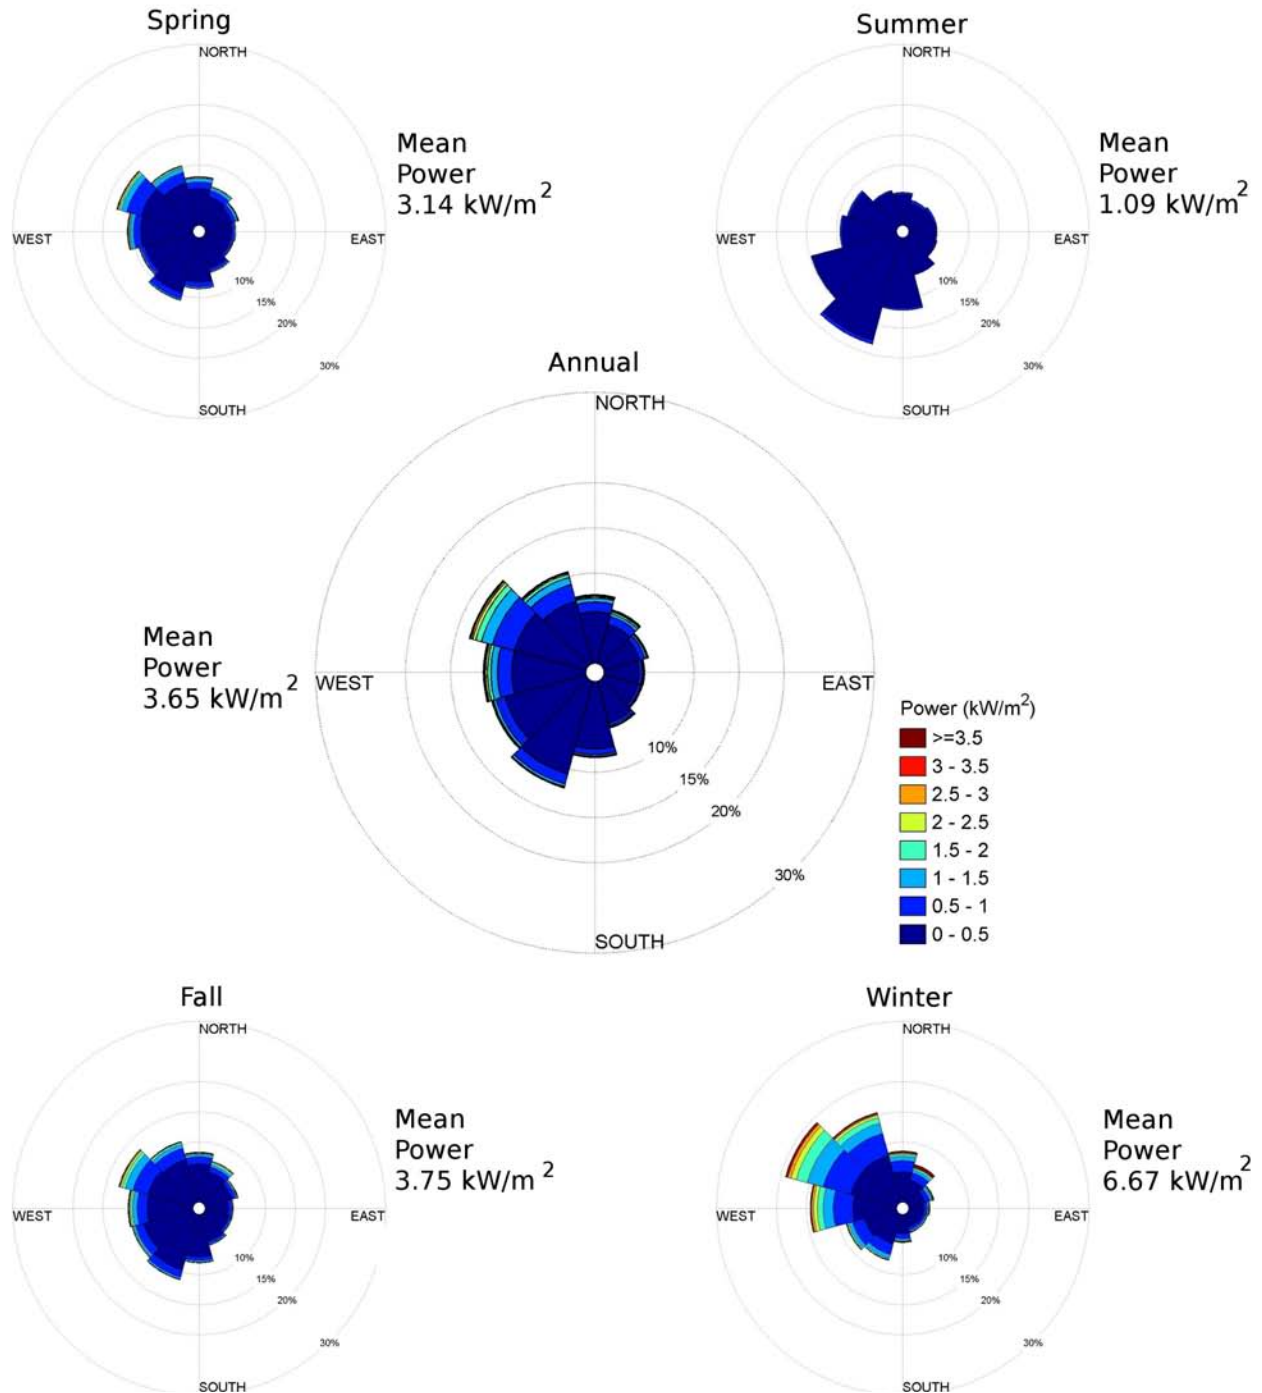 Spring
NORTH
Mean
Power
3.14 kW/m²
WEST
EAST
10%
15%
20%
30%
SOUTH
Summer
NORTH
Mean
Power
1.09 kW/m²
WEST
EAST
10%
15%
20%
30%
SOUTH
Annual
NORTH
Mean
Power
3.65 kW/m²
WEST
EAST
10%
15%
20%
30%
SOUTH
Power (kW/m²)
>=3.5
3 - 3.5
2.5 - 3
2 - 2.5
1.5 - 2
1 - 1.5
0.5 - 1
0 - 0.5
Fall
NORTH
Mean
Power
3.75 kW/m²
WEST
EAST
10%
15%
20%
30%
SOUTH
Winter
NORTH
Mean
Power
6.67 kW/m²
WEST
EAST
10%
15%
20%
30%
SOUTH